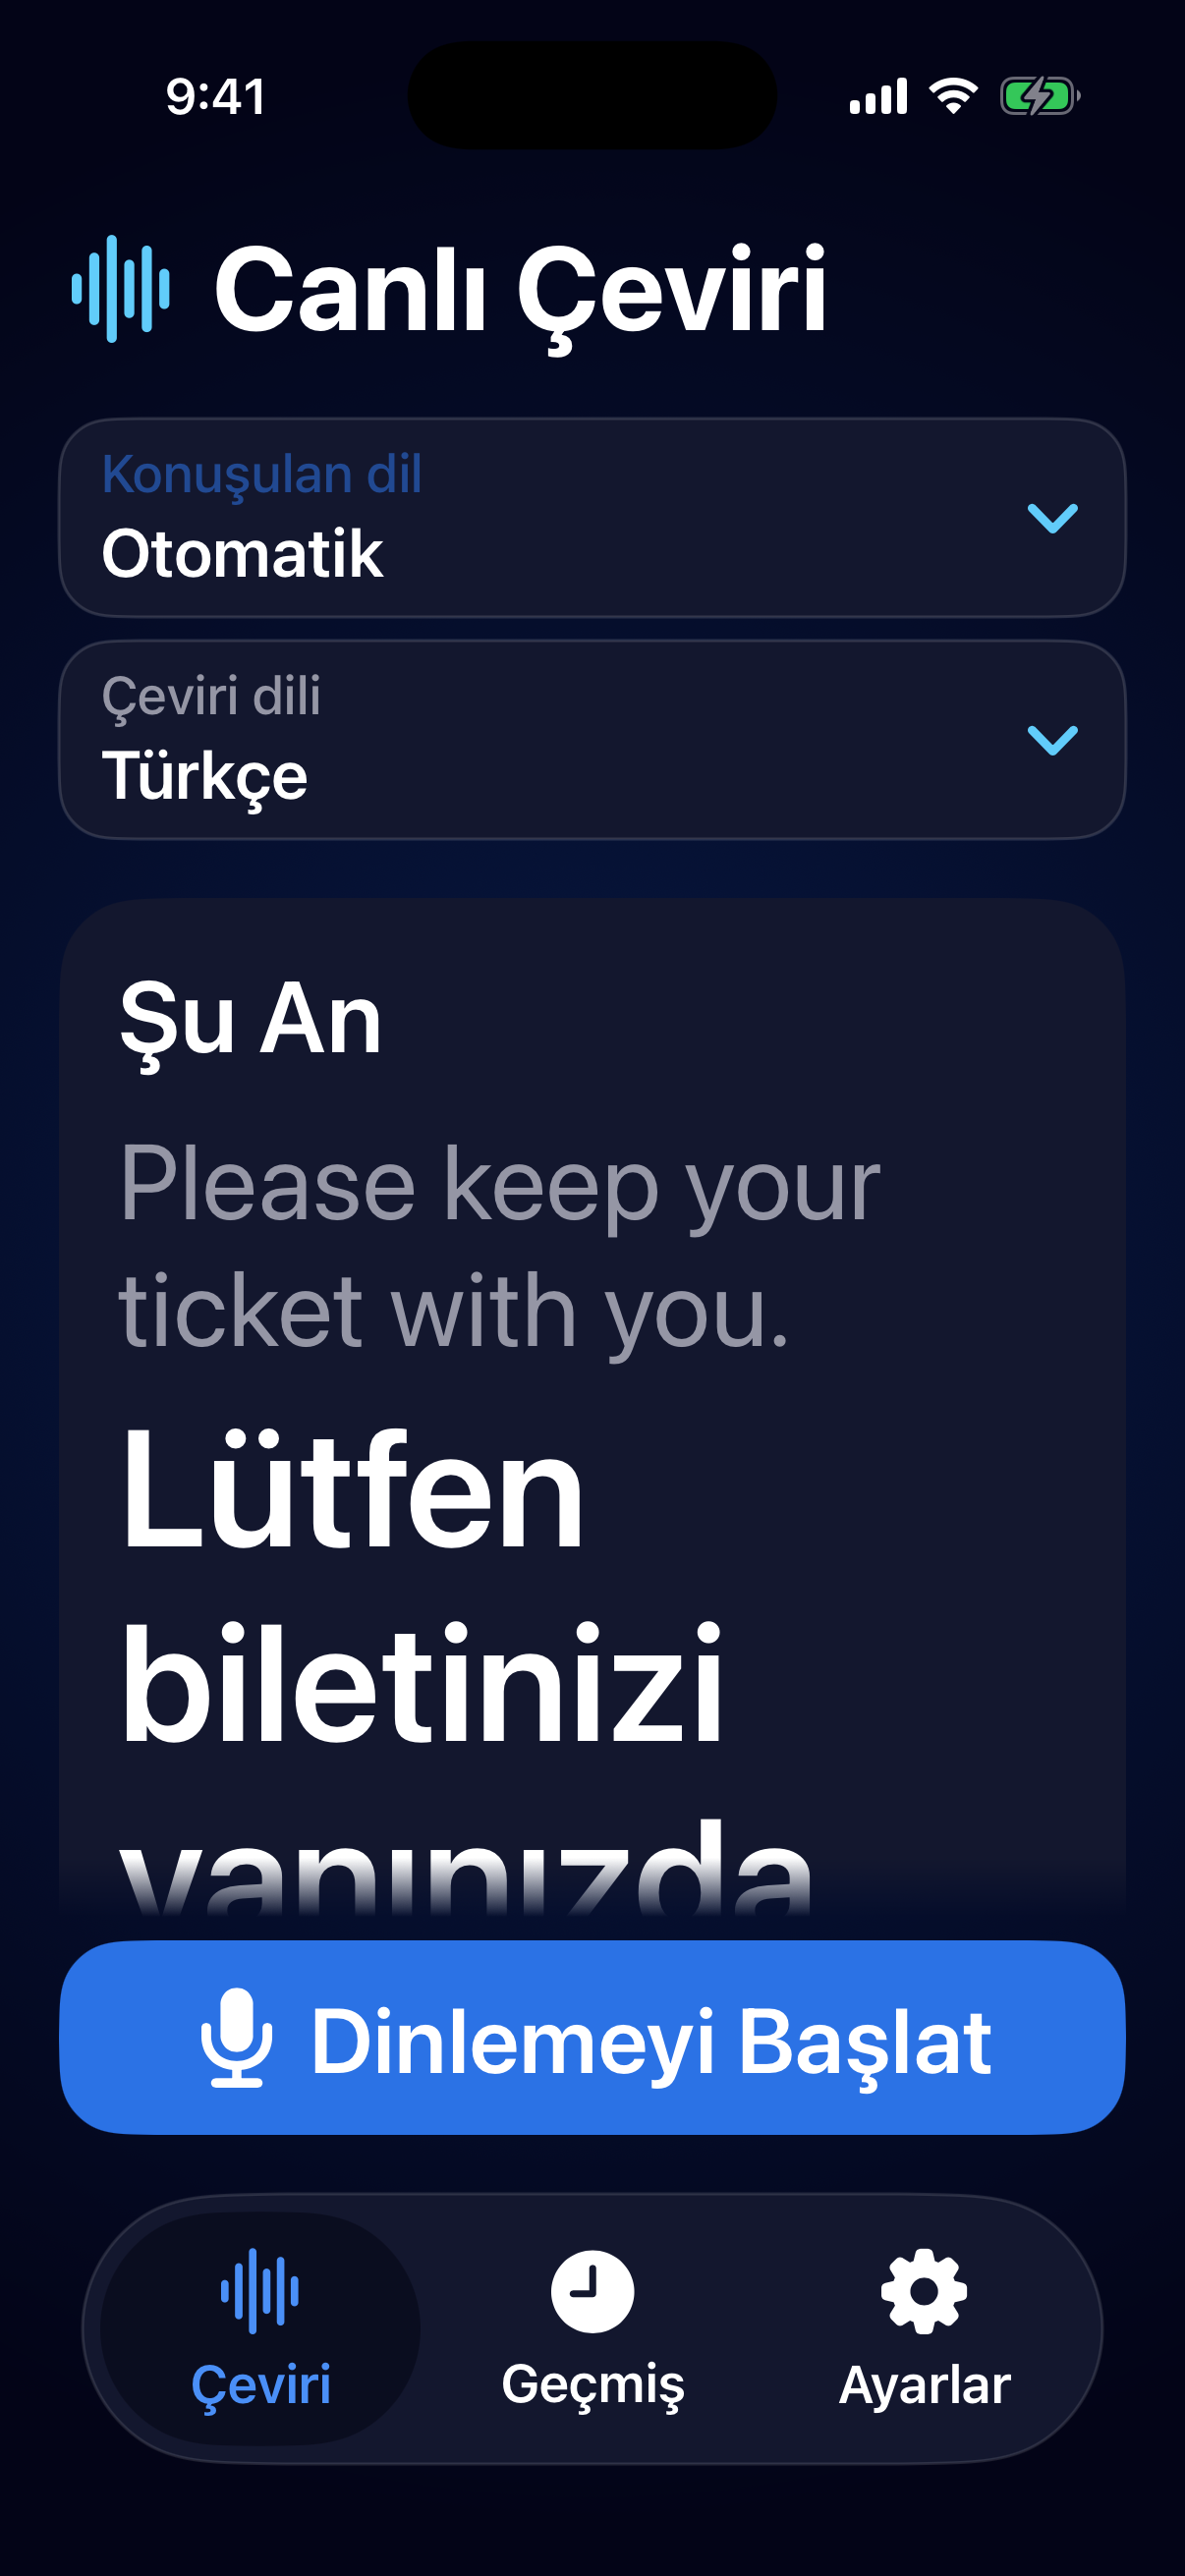 9:41
Canlı Çeviri
Konuşulan dil
Otomatik
Çeviri dili
Türkçe
Şu An
Please keep your
ticket with you.
Lütfen
biletinizi
yanınızda
Dinlemeyi Başlat
Çeviri
Geçmiş
Ayarlar